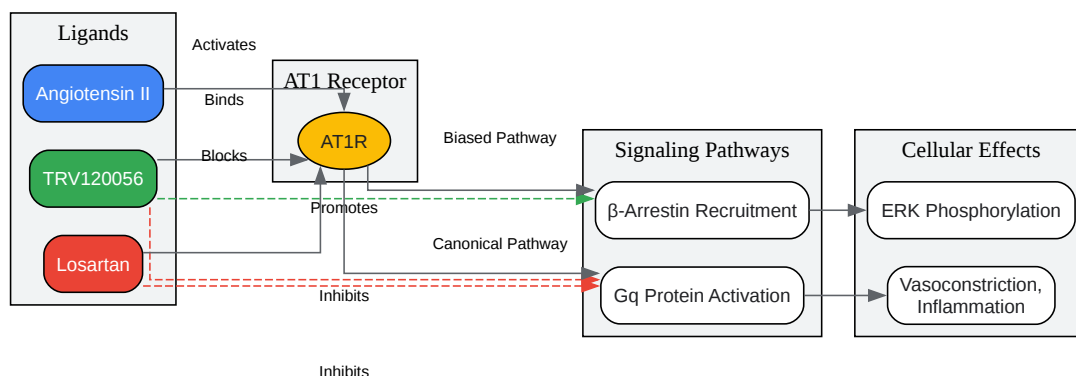 Ligands
Activates
Angiotensin II
AT1 Receptor
Binds
AT1R
Blocks
TRV120056
Promotes
Losartan
Inhibits
Inhibits
Biased Pathway
Canonical Pathway
Signaling Pathways
β-Arrestin Recruitment
Gq Protein Activation
Cellular Effects
ERK Phosphorylation
Vasoconstriction,
Inflammation